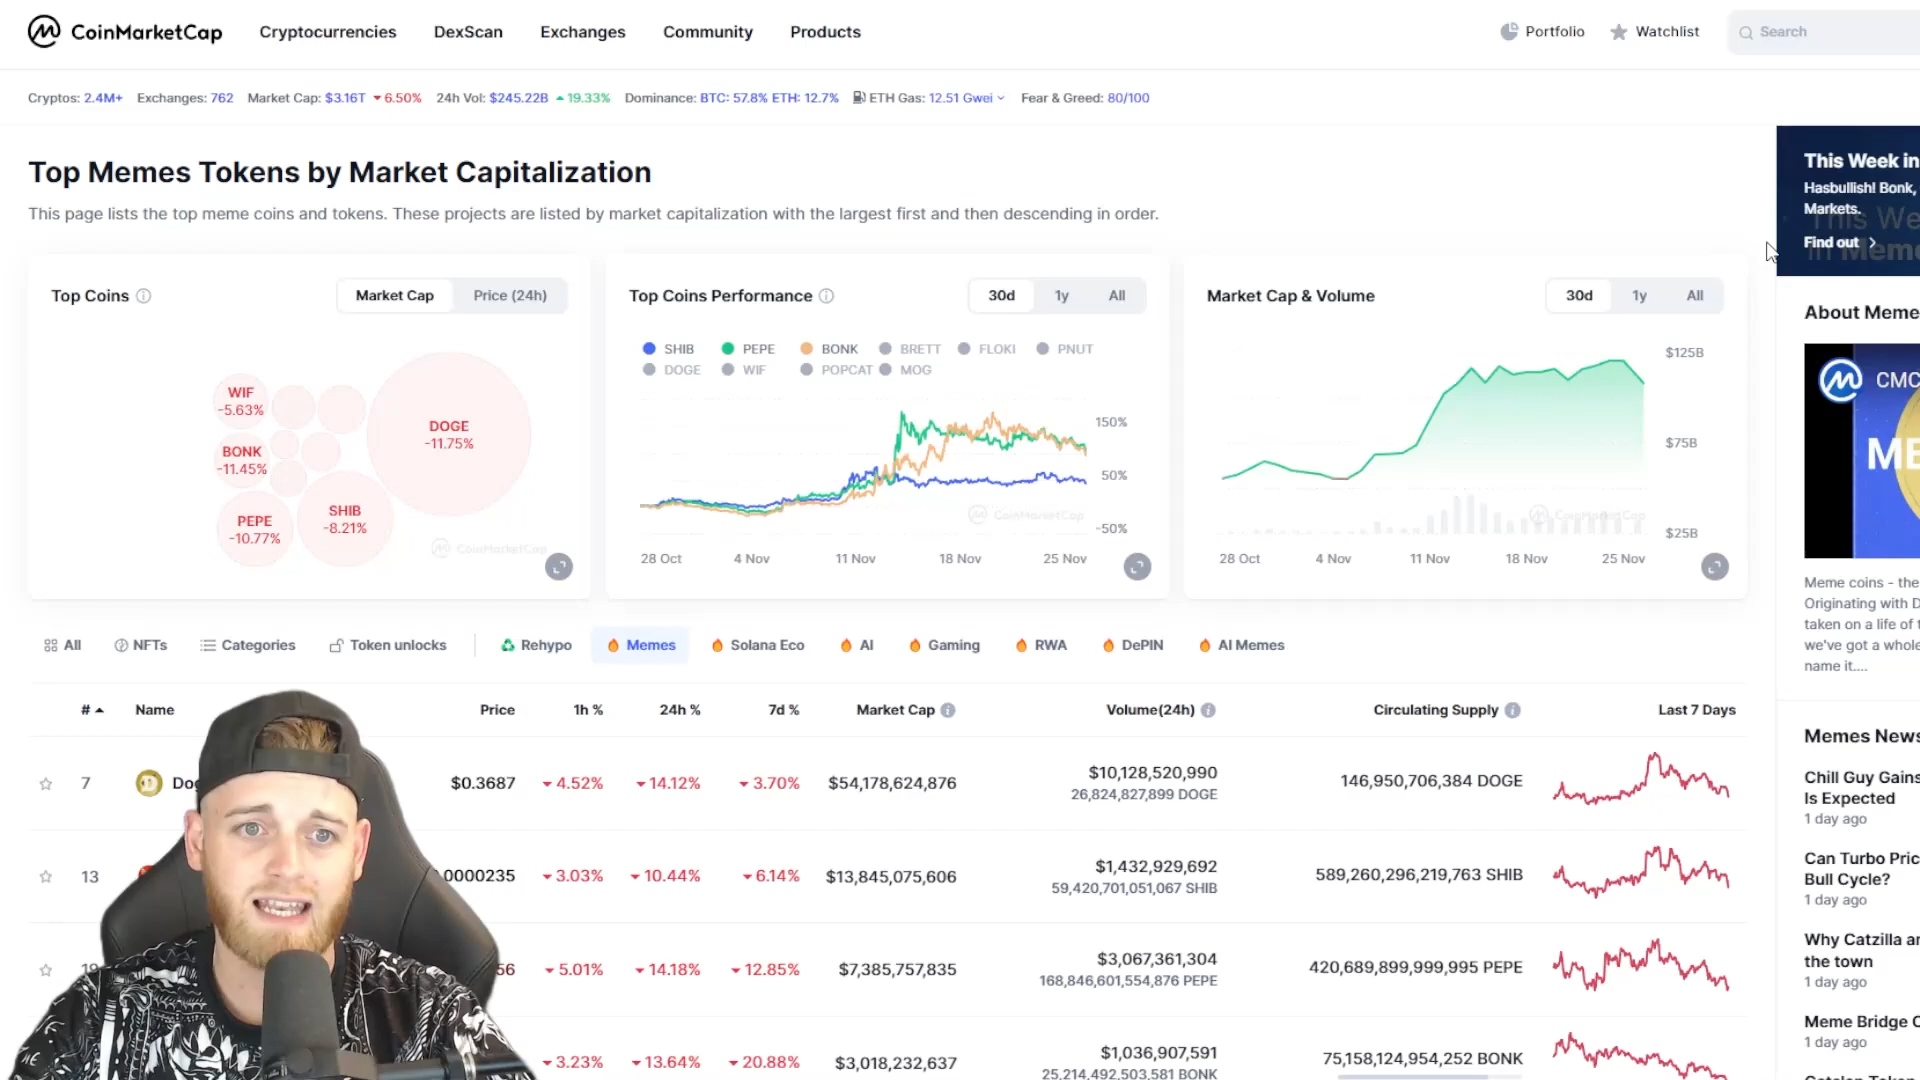 CoinMarketCap Cryptocurrencies DexScan Exchanges Community Products Portfolio Watchlist Search
Cryptos: 2.4M+ Exchanges: 762 Market Cap: $3.16T 6.50% 24h Vol: $245.22B 19.33% Dominance: BTC: 57.8% ETH: 12.7% ETH Gas: 12.51 Gwei Fear & Greed: 80/100
Top Memes Tokens by Market Capitalization
This page lists the top meme coins and tokens. These projects are listed by market capitalization with the largest first and then descending in order.
Top Coins Market Cap Price (24h)
WIF
-5.63%
DOGE
-11.75%
BONK
-11.45%
SHIB
-8.21%
PEPE
-10.77%
CoinMarketCap
Top Coins Performance 30d 1y All
SHIB PEPE BONK BRETT FLOKI PNUT
DOGE WIF POPCAT MOG
150%
50%
-50%
CoinMarketCap
28 Oct 4 Nov 11 Nov 18 Nov 25 Nov
Market Cap & Volume 30d 1y All
$125B
$75B
$25B
CoinMarketCap
28 Oct 4 Nov 11 Nov 18 Nov 25 Nov
All NFTs Categories Token unlocks Rehypo Memes Solana Eco AI Gaming RWA DePIN AI Memes
# Name Price 1h % 24h % 7d % Market Cap Volume(24h) Circulating Supply Last 7 Days
7 $0.3687 4.52% 14.12% 3.70% $54,178,624,876 $10,128,520,990 146,950,706,384 DOGE
26,824,827,899 DOGE
13 0000235 3.03% 10.44% 6.14% $13,845,075,606 $1,432,929,692 589,260,296,219,763 SHIB
59,420,701,051,067 SHIB
5.01% 14.18% 12.85% $7,385,757,835 $3,067,361,304 420,689,899,999,995 PEPE
168,846,601,554,876 PEPE
3.23% 13.64% 20.88% $3,018,232,637 $1,036,907,591 75,158,124,954,252 BONK
25,214,492,503,581 BONK
This Week in
Hasbullish! Bonk,
Markets.
Find out
This We
in Meme
About Meme
CMC
ME
Meme coins - the
Originating with D
taken on a life of t
we've got a whole
name it....
Memes News
Chill Guy Gains
Is Expected
1 day ago
Can Turbo Pric
Bull Cycle?
1 day ago
Why Catzilla ar
the town
1 day ago
Meme Bridge C
1 day ago